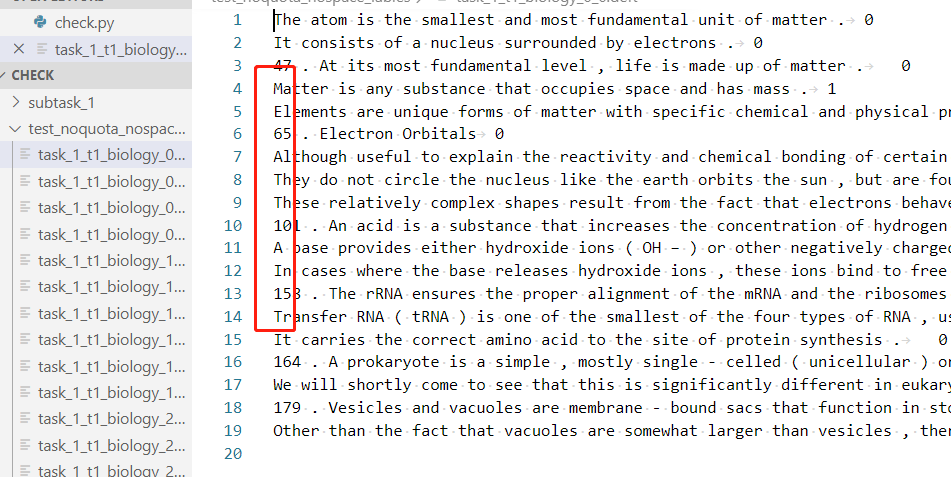 check.py
task_1_t1_biology...
CHECK
subtask_1
test_noquota_nospac...
task_1_t1_biology_0...
task_1_t1_biology_0...
task_1_t1_biology_0...
task_1_t1_biology_0...
task_1_t1_biology_1...
task_1_t1_biology_1...
task_1_t1_biology_1...
task_1_t1_biology_1...
task_1_t1_biology_1...
task_1_t1_biology_1...
task_1_t1_biology_2...
task_1_t1_biology_2...
task_1_t1_biology_2...
1 The atom is the smallest and most fundamental unit of matter . 0
2 It consists of a nucleus surrounded by electrons . 0
3 47 . At its most fundamental level , life is made up of matter . 0
4 Matter is any substance that occupies space and has mass . 1
5 Elements are unique forms of matter with specific chemical and physical pr
6 65 . Electron Orbitals 0
7 Although useful to explain the reactivity and chemical bonding of certain
8 They do not circle the nucleus like the earth orbits the sun , but are fou
9 These relatively complex shapes result from the fact that electrons behave
10 101 . An acid is a substance that increases the concentration of hydrogen
11 A base provides either hydroxide ions ( OH – ) or other negatively charged
12 In cases where the base releases hydroxide ions , these ions bind to free
13 158 . The rRNA ensures the proper alignment of the mRNA and the ribosomes
14 Transfer RNA ( tRNA ) is one of the smallest of the four types of RNA , us
15 It carries the correct amino acid to the site of protein synthesis . 0
16 164 . A prokaryote is a simple , mostly single - celled ( unicellular ) or
17 We will shortly come to see that this is significantly different in eukary
18 179 . Vesicles and vacuoles are membrane - bound sacs that function in sto
19 Other than the fact that vacuoles are somewhat larger than vesicles , ther
20